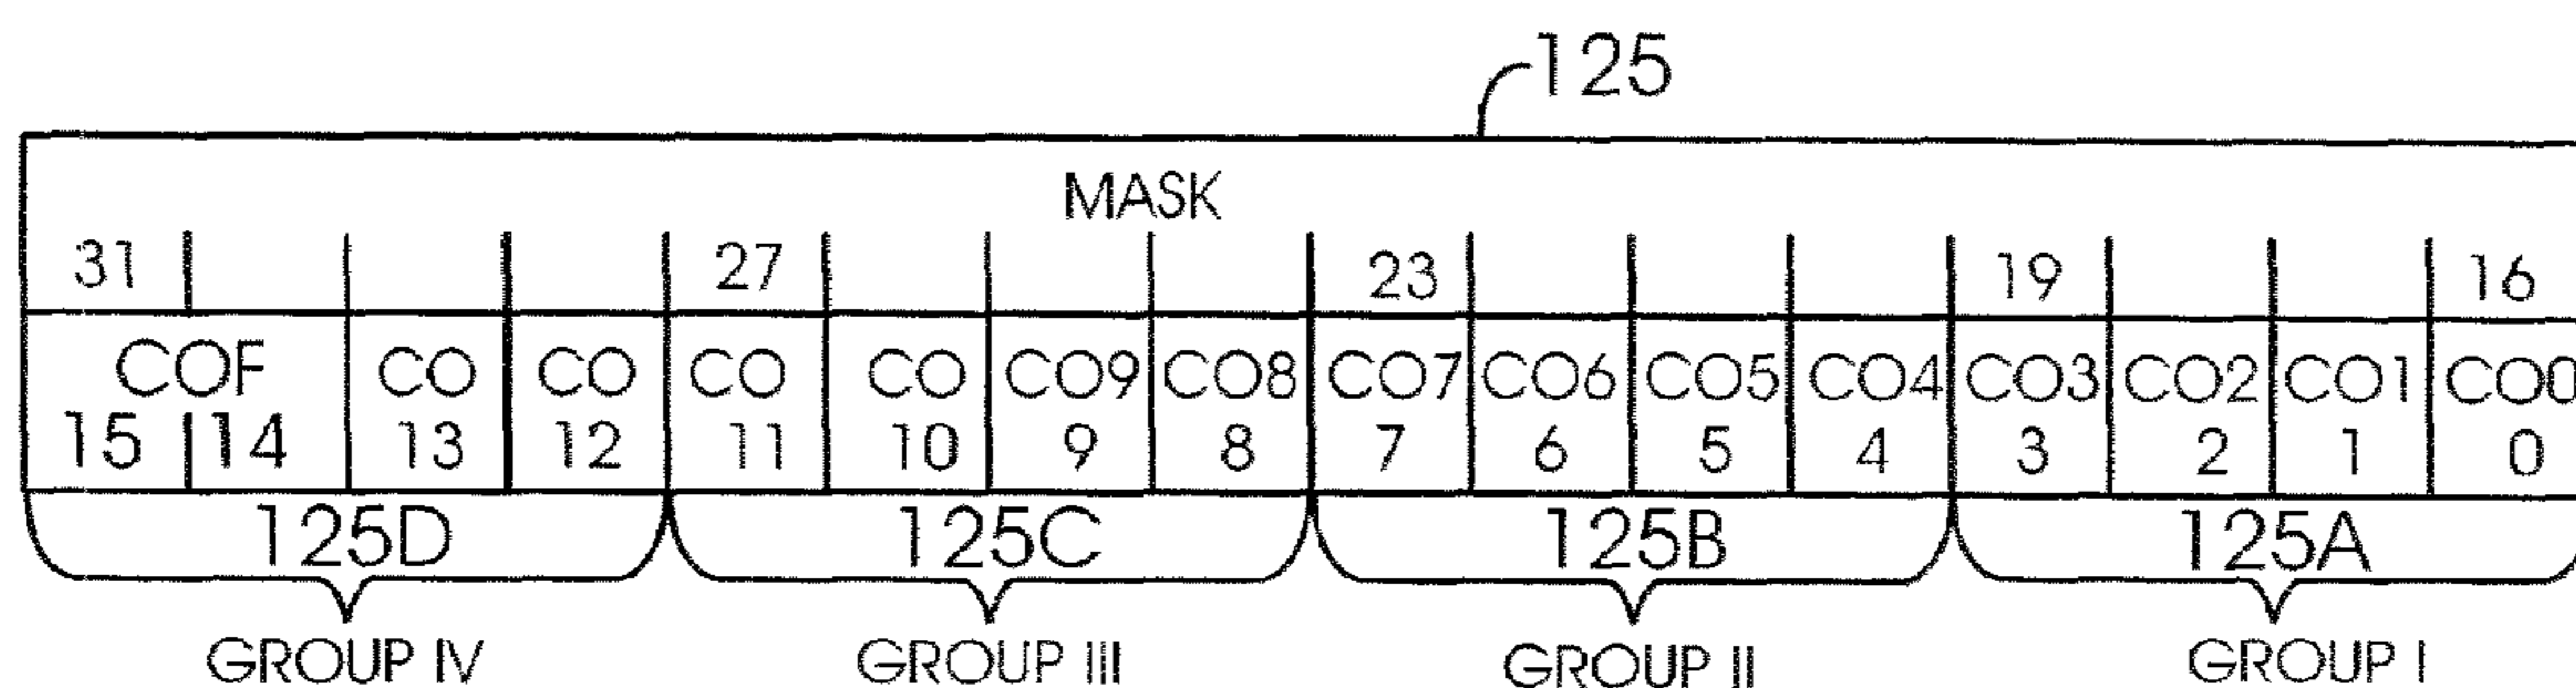 125
MASK
31 27 23 19 16
COF CO CO CO CO CO9 CO8 CO7 CO6 CO5 CO4 CO3 CO2 CO1 CO0
15 14 13 12 11 10 9 8 7 6 5 4 3 2 1 0
125D 125C 125B 125A
GROUP IV GROUP III GROUP II GROUP I